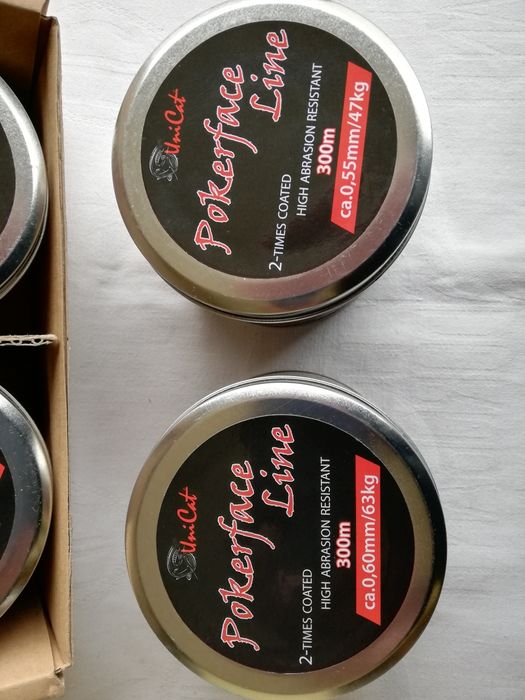 UniCat
Pokerface
Line
2-TIMES COATED
HIGH ABRASION RESISTANT
300m
ca.0,55mm/47kg
UniCat
Pokerface
Line
2-TIMES COATED
HIGH ABRASION RESISTANT
300m
ca.0,60mm/63kg